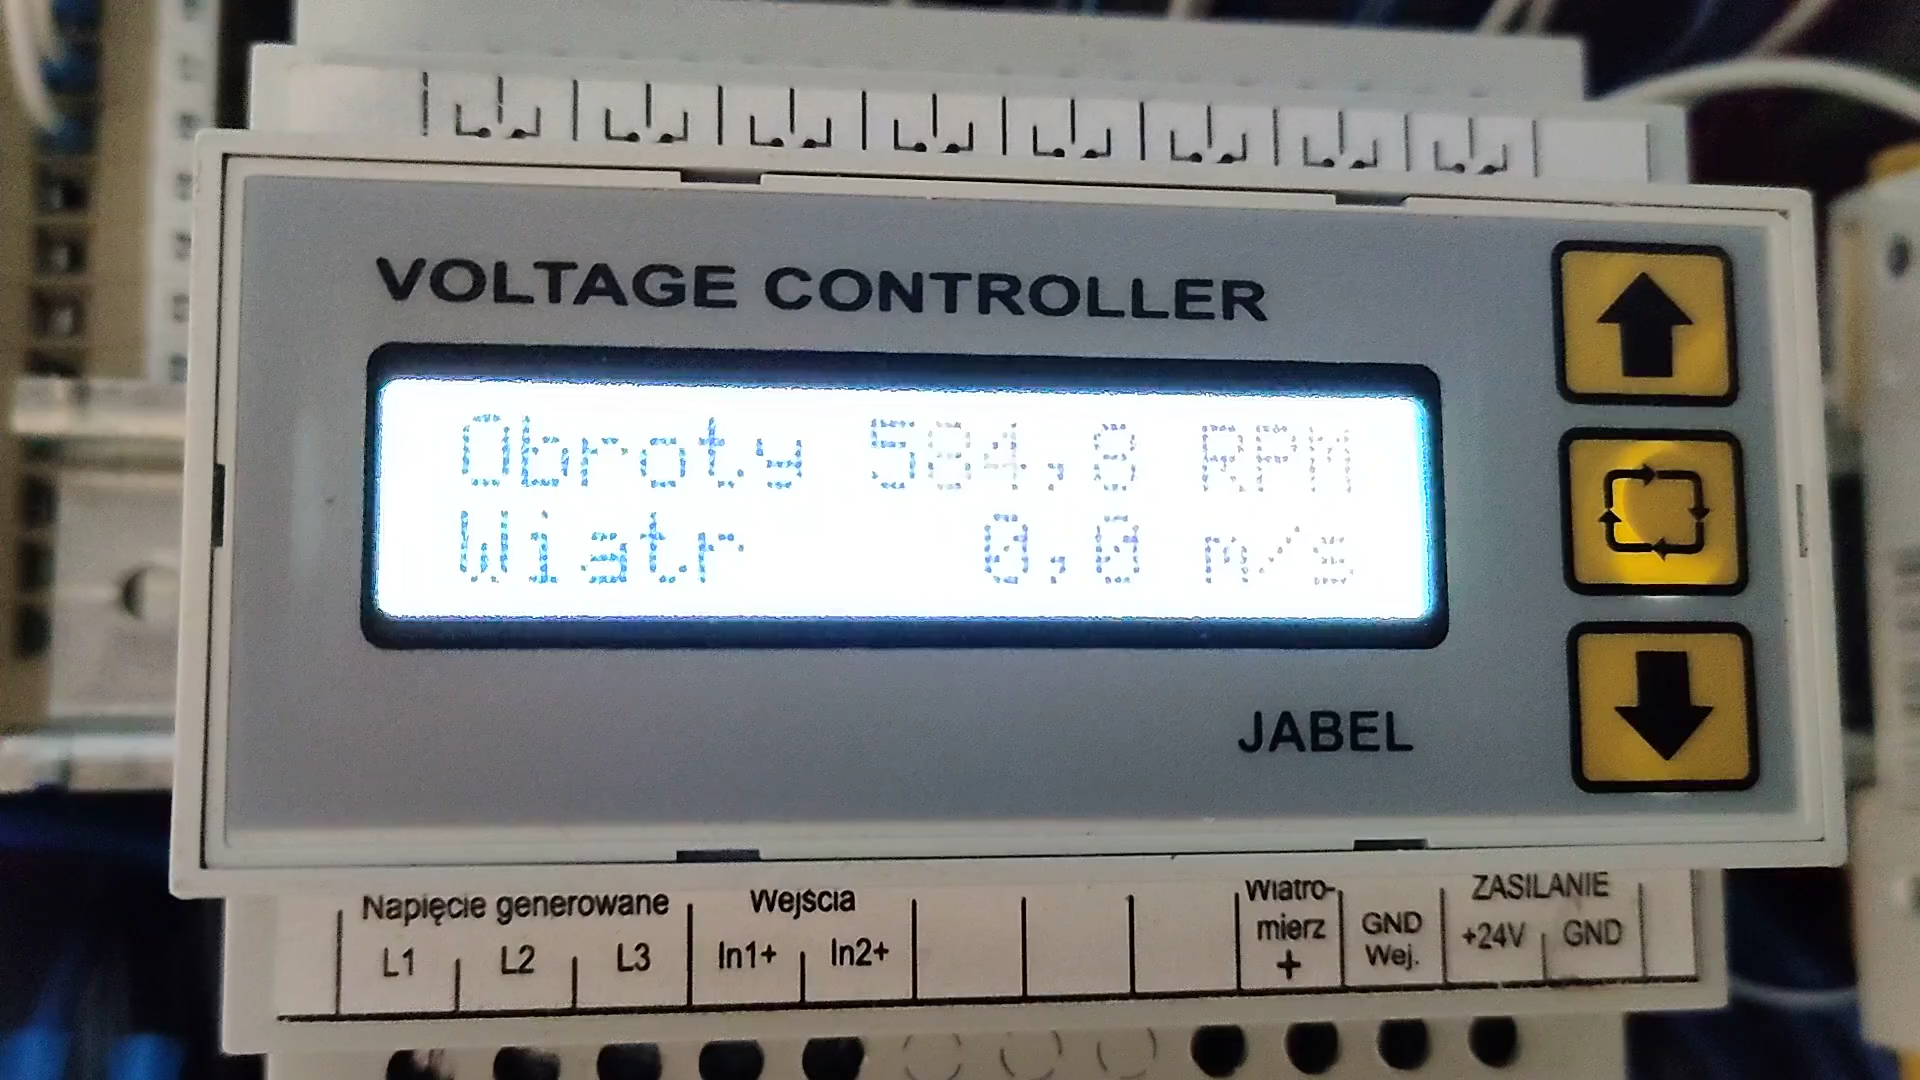 VOLTAGE CONTROLLER
Obroty 584,8 RPM
Wiatr 0,0 m/s
JABEL
Napięcie generowane
L1 L2 L3
Wejścia
In1+ In2+
Wiatro-
mierz
+
GND
Wej.
ZASILANIE
+24V GND